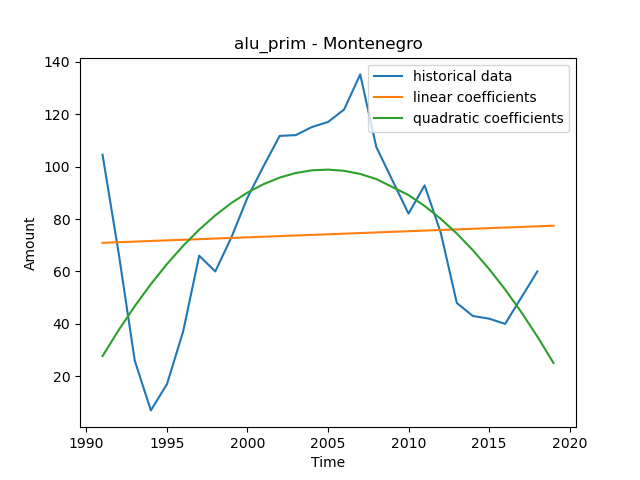 alu_prim - Montenegro
historical data
linear coefficients
quadratic coefficients
140
120
100
80
60
40
20
Amount
1990
1995
2000
2005
2010
2015
2020
Time